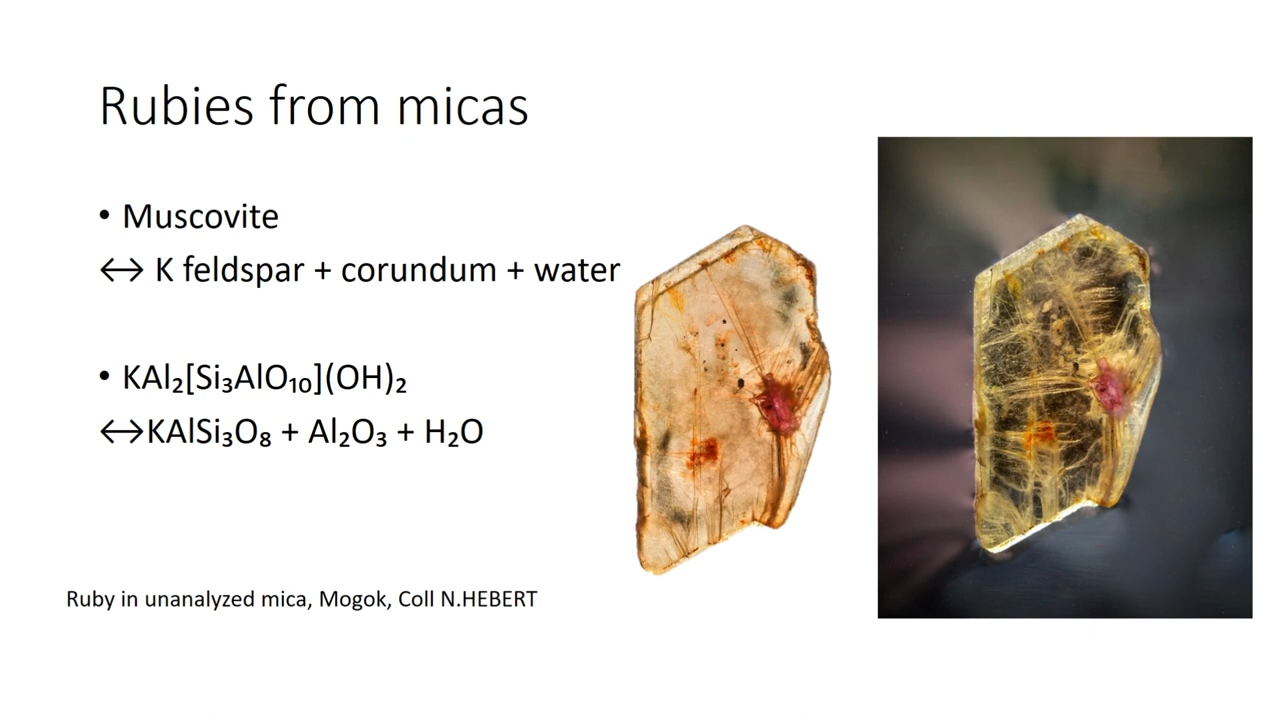 Rubies from micas
• Muscovite
↔ K feldspar + corundum + water
• KAl₂[Si₃AlO₁₀](OH)₂
↔KAlSi₃O₈ + Al₂O₃ + H₂O
Ruby in unanalyzed mica, Mogok, Coll N.HEBERT